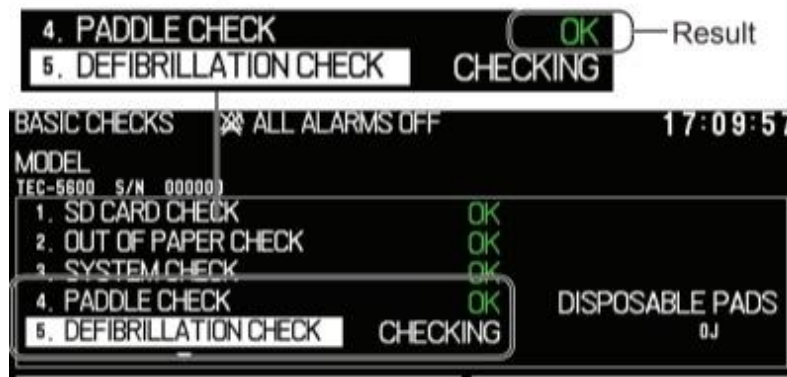 4. PADDLE CHECK OK
Result
5. DEFIBRILLATION CHECK CHECKING
BASIC CHECKS ALL ALARMS OFF 17:09:57
MODEL
TEC-5600 S/N 000000
1. SD CARD CHECK OK
2. OUT OF PAPER CHECK OK
3. SYSTEM CHECK OK
4. PADDLE CHECK OK DISPOSABLE PADS
5. DEFIBRILLATION CHECK CHECKING 0J